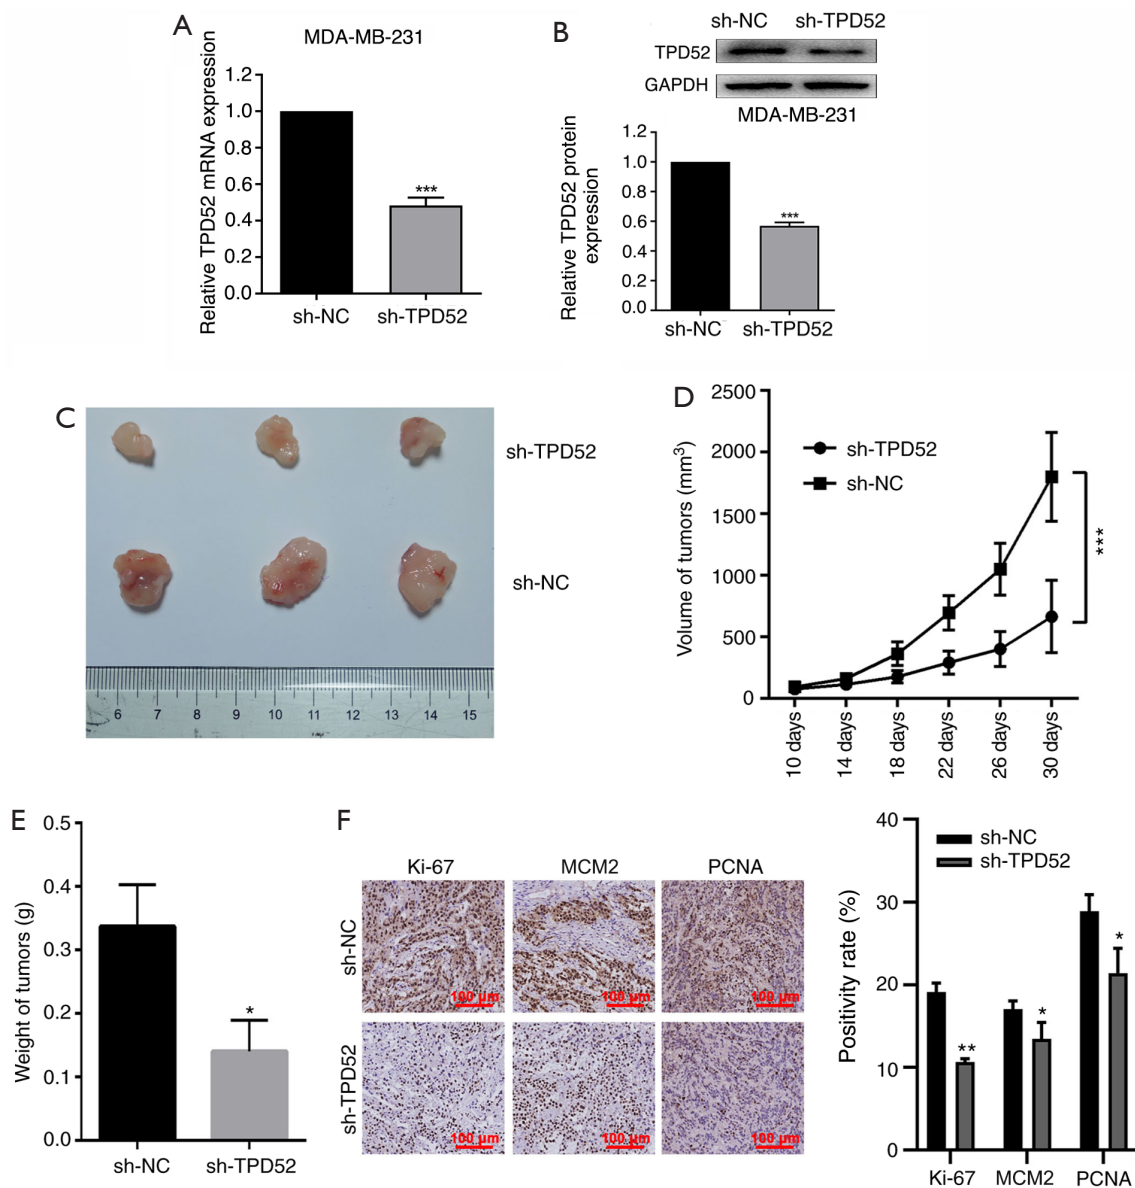 A
MDA-MB-231
Relative TPD52 mRNA expression
1.2
1.0
0.8
0.6
0.4
0.2
0.0
***
sh-NC
sh-TPD52
B
sh-NC
sh-TPD52
TPD52
GAPDH
MDA-MB-231
Relative TPD52 protein
expression
1.2
1.0
0.8
0.6
0.4
0.2
0.0
***
sh-NC
sh-TPD52
C
sh-TPD52
sh-NC
6 7 8 9 10 11 12 13 14 15
D
Volume of tumors (mm³)
2500
2000
1500
1000
500
0
sh-TPD52
sh-NC
***
10 days
14 days
18 days
22 days
26 days
30 days
E
Weight of tumors (g)
0.5
0.4
0.3
0.2
0.1
0.0
*
sh-NC
sh-TPD52
F
Ki-67
MCM2
PCNA
sh-NC
100 µm
100 µm
100 µm
sh-TPD52
100 µm
100 µm
100 µm
Positivity rate (%)
40
30
20
10
0
sh-NC
sh-TPD52
**
*
*
Ki-67
MCM2
PCNA